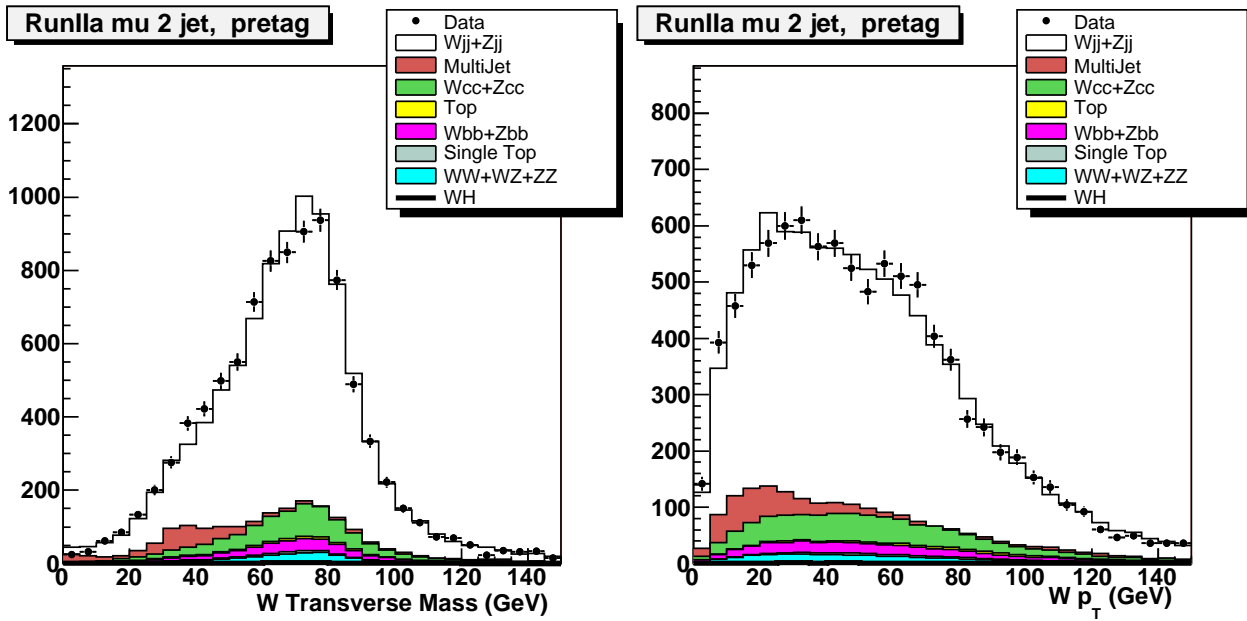 RunIIa mu 2 jet, pretag
Data
Wjj+Zjj
MultiJet
Wcc+Zcc
Top
Wbb+Zbb
Single Top
WW+WZ+ZZ
WH
1200
1000
800
600
400
200
0
0 20 40 60 80 100 120 140
W Transverse Mass (GeV)
RunIIa mu 2 jet, pretag
Data
Wjj+Zjj
MultiJet
Wcc+Zcc
Top
Wbb+Zbb
Single Top
WW+WZ+ZZ
WH
800
700
600
500
400
300
200
100
0
0 20 40 60 80 100 120 140
W pT (GeV)